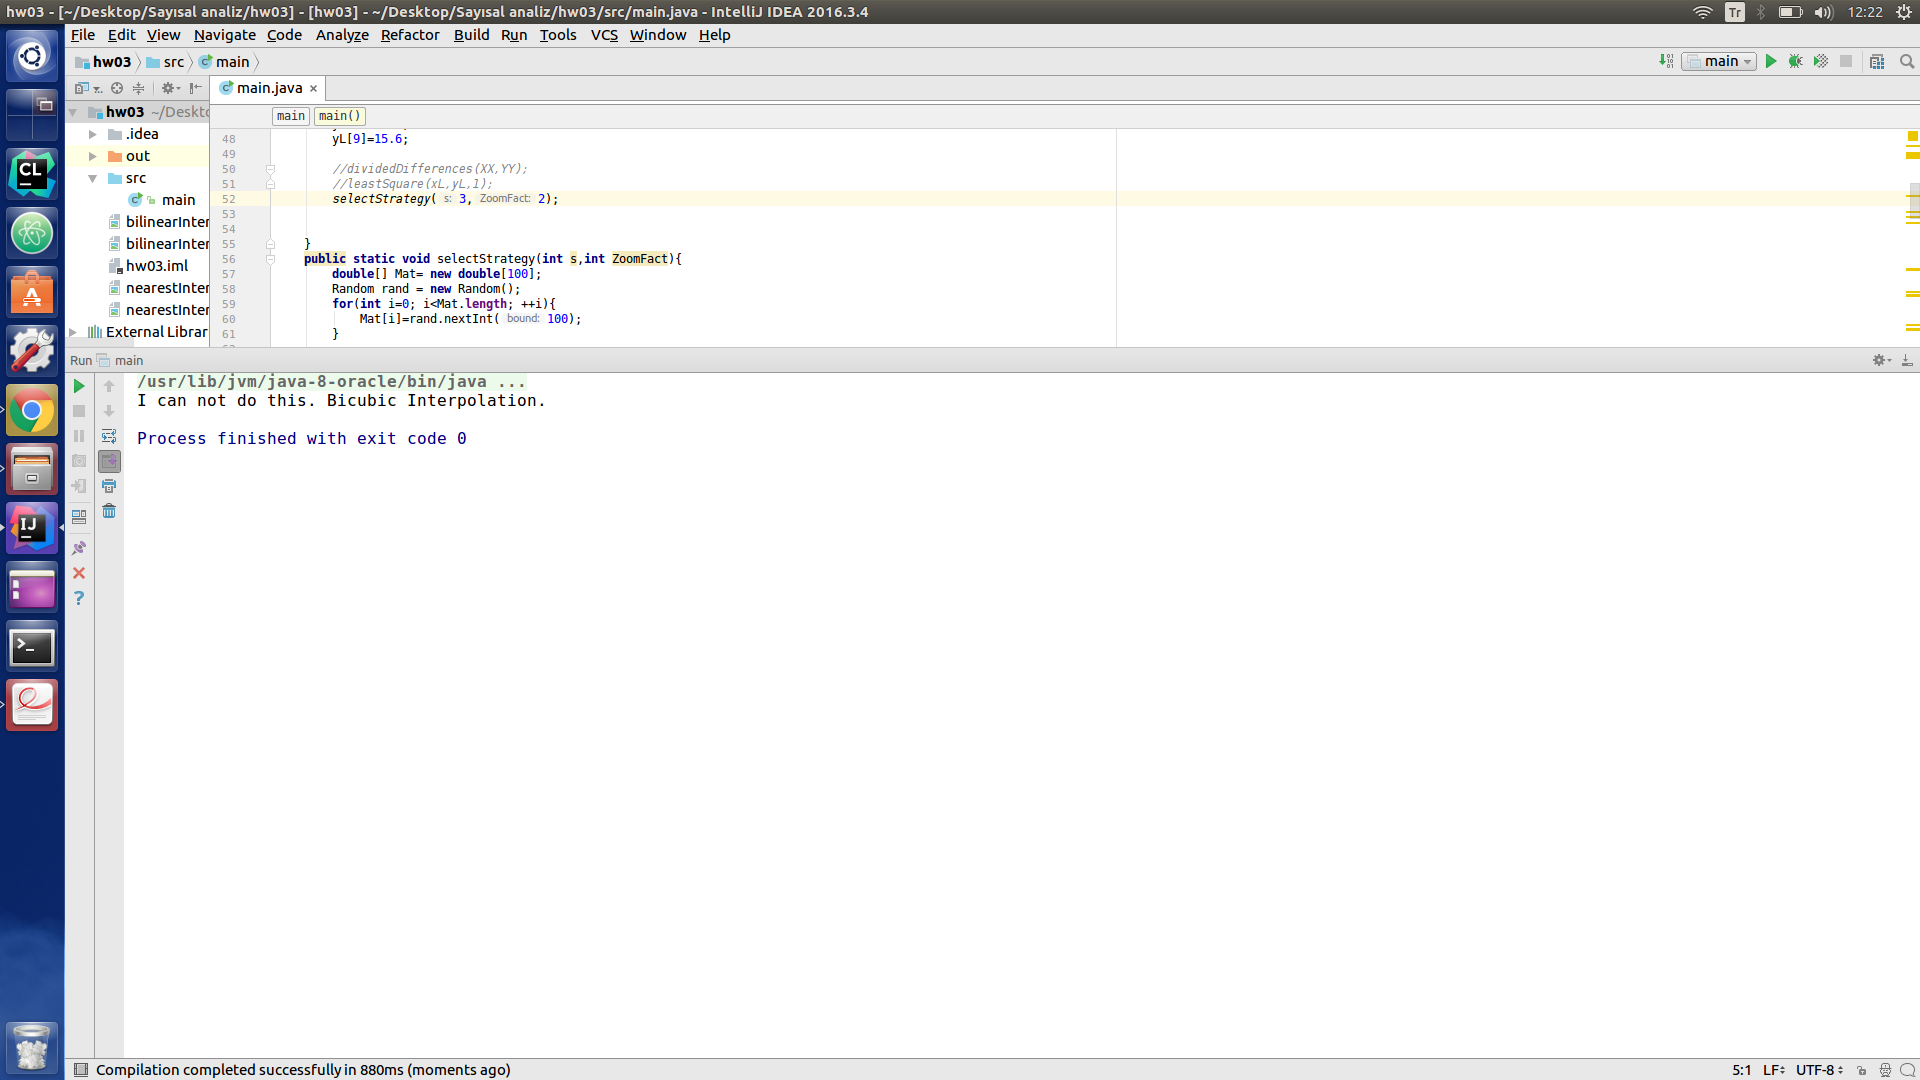 hw03 - [~/Desktop/Sayısal analiz/hw03] - [hw03] - ~/Desktop/Sayısal analiz/hw03/src/main.java - IntelliJ IDEA 2016.3.4
Tr
12:22
File Edit View Navigate Code Analyze Refactor Build Run Tools VCS Window Help
hw03 src main
main
main.java
hw03 ~/Deskto
.idea
out
src
main
bilinearInter
bilinearInter
hw03.iml
nearestInter
nearestInter
External Librar
main main()
48 yL[9]=15.6;
49
50 //dividedDifferences(XX,YY);
51 //leastSquare(xL,yL,1);
52 selectStrategy( s: 3, ZoomFact: 2);
53
54
55 }
56 public static void selectStrategy(int s,int ZoomFact){
57 double[] Mat= new double[100];
58 Random rand = new Random();
59 for(int i=0; i<Mat.length; ++i){
60 Mat[i]=rand.nextInt( bound: 100);
61 }
Run main
/usr/lib/jvm/java-8-oracle/bin/java ...
I can not do this. Bicubic Interpolation.
Process finished with exit code 0
CL
IJ
Compilation completed successfully in 880ms (moments ago)
5:1 LF UTF-8